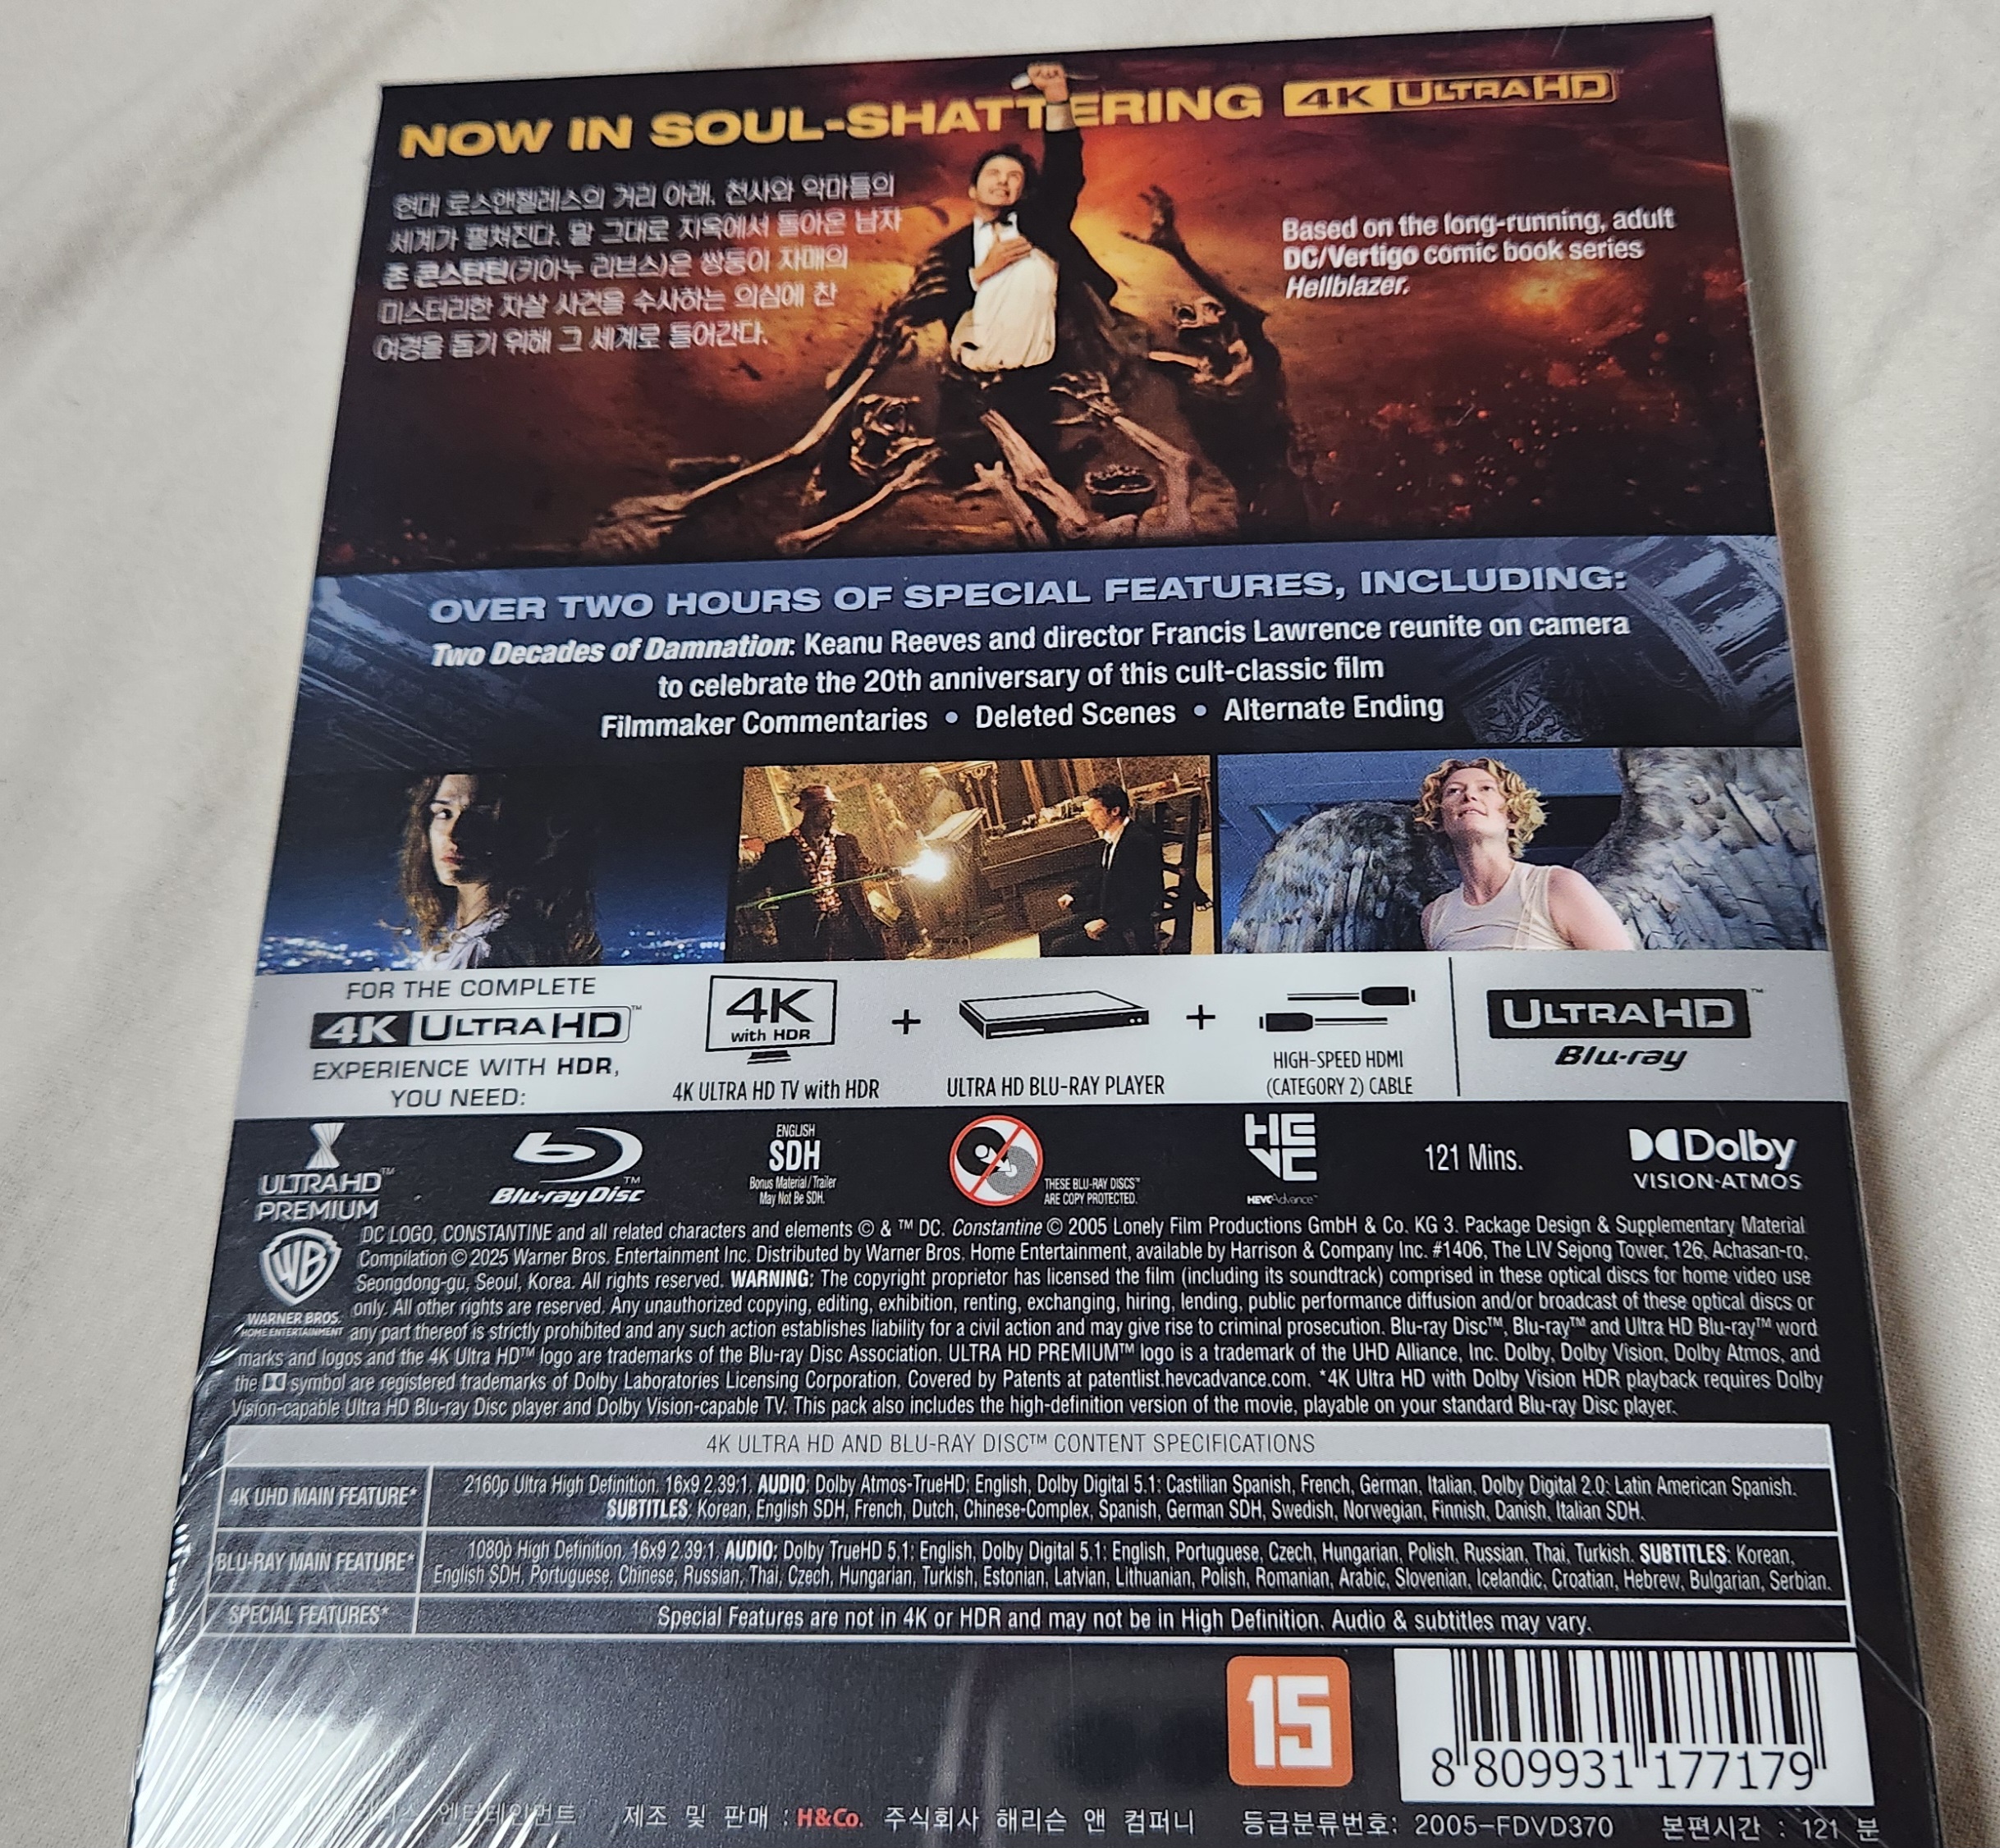 NOW IN SOUL-SHATTERING 4K ULTRA HD
현대 로스앤젤레스의 거리 아래, 천사와 악마들의
세계가 펼쳐진다. 말 그대로 지옥에서 돌아온 남자
존 콘스탄틴(키아누 리브스)은 쌍둥이 자매의
미스터리한 자살 사건을 수사하는 의심에 찬
여경을 돕기 위해 그 세계로 들어간다.
Based on the long-running, adult
DC/Vertigo comic book series
Hellblazer.
OVER TWO HOURS OF SPECIAL FEATURES, INCLUDING:
Two Decades of Damnation: Keanu Reeves and director Francis Lawrence reunite on camera
to celebrate the 20th anniversary of this cult-classic film
Filmmaker Commentaries • Deleted Scenes • Alternate Ending
FOR THE COMPLETE
4K ULTRA HD™
EXPERIENCE WITH HDR,
YOU NEED:
4K
with HDR
4K ULTRA HD TV with HDR
+
ULTRA HD BLU-RAY PLAYER
+
HIGH-SPEED HDMI
(CATEGORY 2) CABLE
ULTRA HD™
Blu-ray
ULTRA HD™
PREMIUM
Blu-ray Disc™
ENGLISH
SDH
Bonus Material/Trailer
May Not Be SDH.
THESE BLU-RAY DISCS™
ARE COPY PROTECTED.
HEVC
HEVC Advance™
121 Mins.
Dolby
VISION·ATMOS
WB
WARNER BROS.
HOME ENTERTAINMENT
DC LOGO, CONSTANTINE and all related characters and elements © & ™ DC. Constantine © 2005 Lonely Film Productions GmbH & Co. KG 3. Package Design & Supplementary Material
Compilation © 2025 Warner Bros. Entertainment Inc. Distributed by Warner Bros. Home Entertainment, available by Harrison & Company Inc. #1406, The LIV Sejong Tower, 126, Achasan-ro,
Seongdong-gu, Seoul, Korea. All rights reserved. WARNING: The copyright proprietor has licensed the film (including its soundtrack) comprised in these optical discs for home video use
only. All other rights are reserved. Any unauthorized copying, editing, exhibition, renting, exchanging, hiring, lending, public performance diffusion and/or broadcast of these optical discs or
any part thereof is strictly prohibited and any such action establishes liability for a civil action and may give rise to criminal prosecution. Blu-ray Disc™, Blu-ray™ and Ultra HD Blu-ray™ word
marks and logos and the 4K Ultra HD™ logo are trademarks of the Blu-ray Disc Association. ULTRA HD PREMIUM™ logo is a trademark of the UHD Alliance, Inc. Dolby, Dolby Vision, Dolby Atmos, and
the symbol are registered trademarks of Dolby Laboratories Licensing Corporation. Covered by Patents at patentlist.hevcadvance.com. *4K Ultra HD with Dolby Vision HDR playback requires Dolby
Vision-capable Ultra HD Blu-ray Disc player and Dolby Vision-capable TV. This pack also includes the high-definition version of the movie, playable on your standard Blu-ray Disc player.
4K ULTRA HD AND BLU-RAY DISC™ CONTENT SPECIFICATIONS
4K UHD MAIN FEATURE*
2160p Ultra High Definition, 16x9 2.39:1, AUDIO: Dolby Atmos-TrueHD: English, Dolby Digital 5.1: Castilian Spanish, French, German, Italian, Dolby Digital 2.0: Latin American Spanish.
SUBTITLES: Korean, English SDH, French, Dutch, Chinese-Complex, Spanish, German SDH, Swedish, Norwegian, Finnish, Danish, Italian SDH.
BLU-RAY MAIN FEATURE*
1080p High Definition, 16x9 2.39:1, AUDIO: Dolby TrueHD 5.1: English, Dolby Digital 5.1: English, Portuguese, Czech, Hungarian, Polish, Russian, Thai, Turkish. SUBTITLES: Korean,
English SDH, Portuguese, Chinese, Russian, Thai, Czech, Hungarian, Turkish, Estonian, Latvian, Lithuanian, Polish, Romanian, Arabic, Slovenian, Icelandic, Croatian, Hebrew, Bulgarian, Serbian.
SPECIAL FEATURES*
Special Features are not in 4K or HDR and may not be in High Definition. Audio & subtitles may vary.
15
8 809931 177179
엔터테인먼트 제조 및 판매 : H&Co. 주식회사 해리슨 앤 컴퍼니 등급분류번호: 2005-FDVD370 본편시간 : 121 분